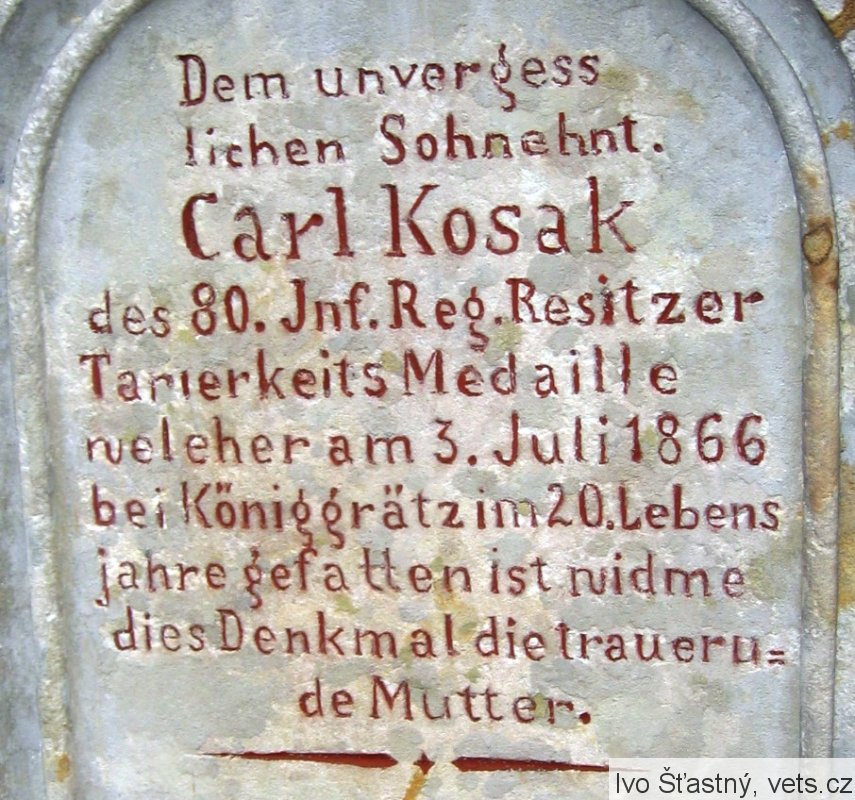 Dem unvergess
lichen Sohnehnt.
Carl Kosak
des 80. Jnf. Reg. Resitzer
Tarierkeits Medaille
weleher am 3. Juli 1866
bei Königgrätz im 20. Lebens
jahre gefatten ist widme
dies Denkmal die traueru=
de Mutter.
Ivo Šťastný, vets.cz